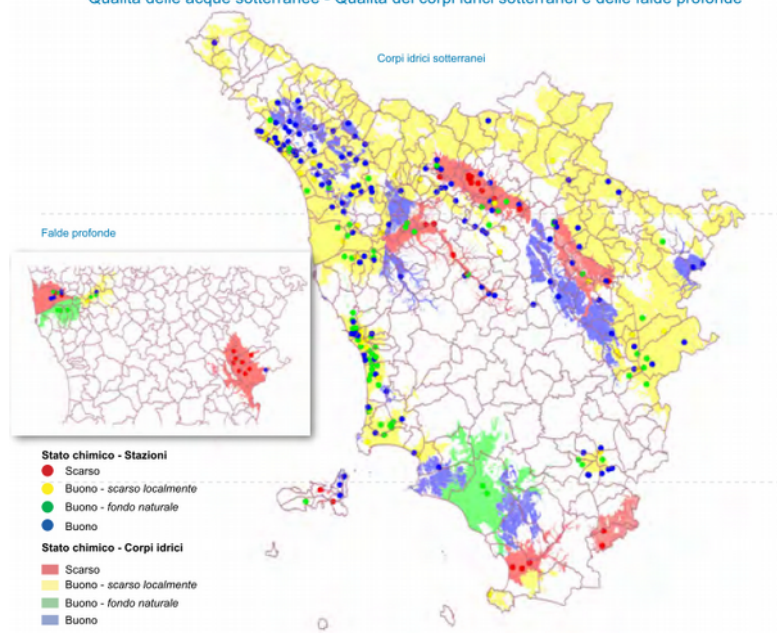 Qualità delle acque sotterranee - Qualità dei corpi idrici sotterranei e delle falde profonde
Corpi idrici sotterranei
Falde profonde
Stato chimico - Stazioni
Scarso
Buono - scarso localmente
Buono - fondo naturale
Buono
Stato chimico - Corpi idrici
Scarso
Buono - scarso localmente
Buono - fondo naturale
Buono